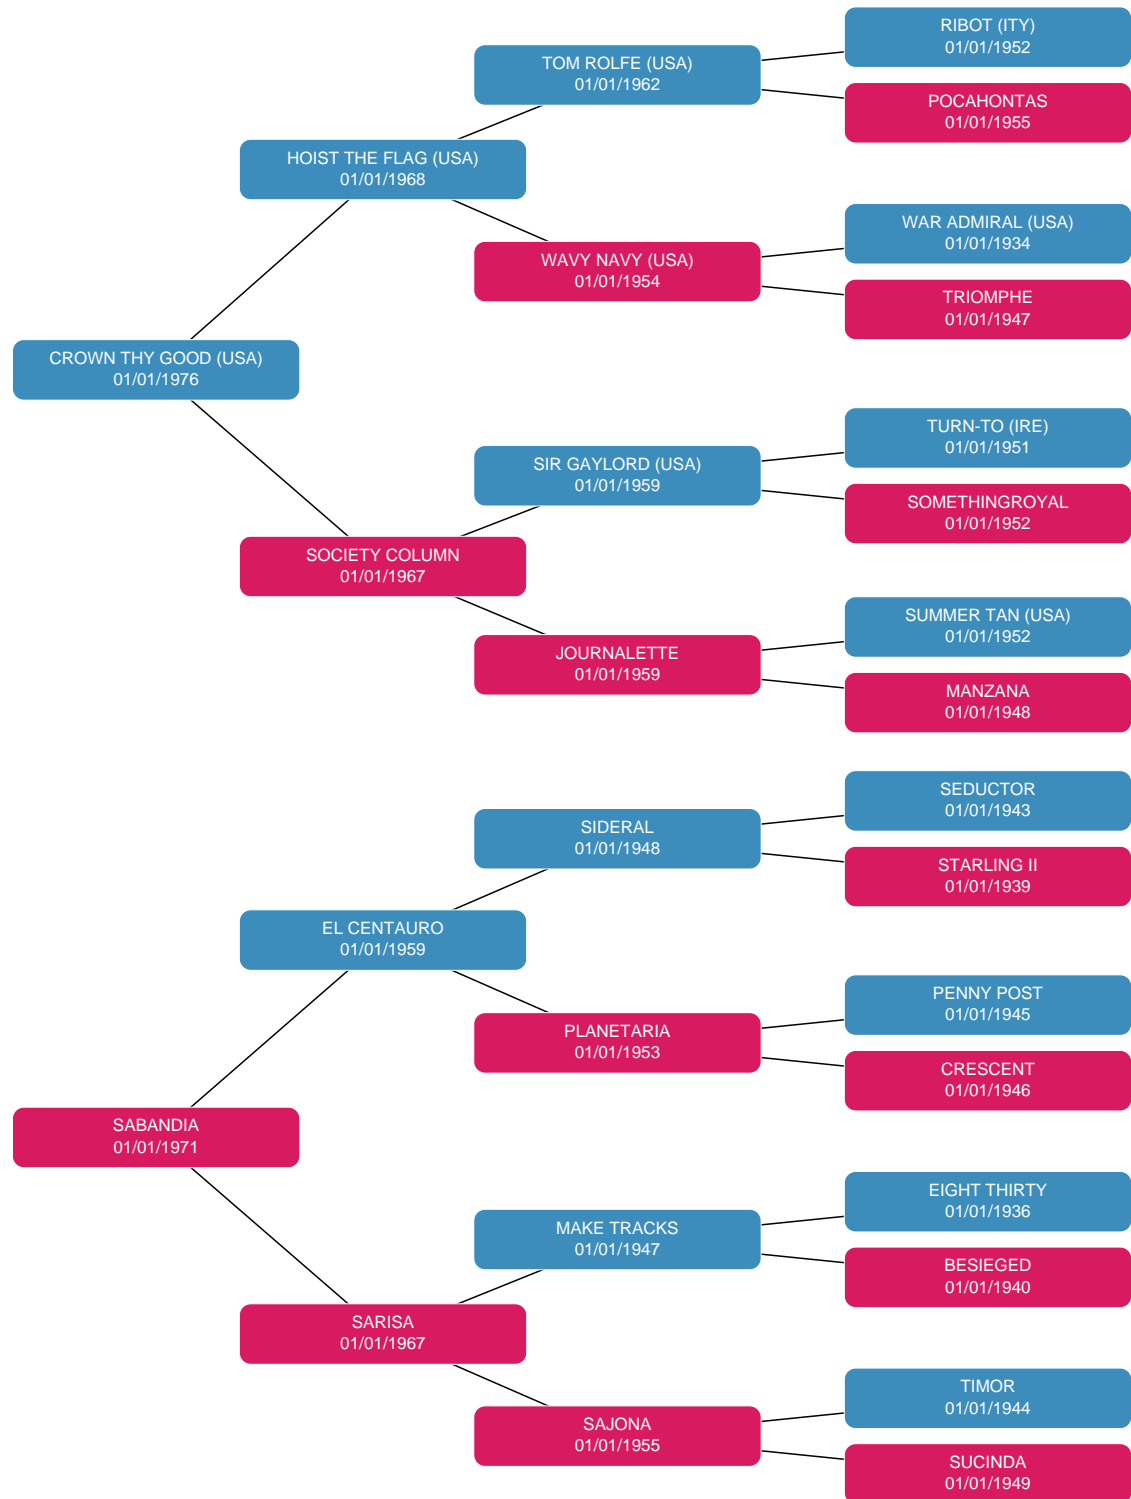 RIBOT (ITY)
01/01/1952
TOM ROLFE (USA)
01/01/1962
POCAHONTAS
01/01/1955
HOIST THE FLAG (USA)
01/01/1968
WAR ADMIRAL (USA)
01/01/1934
WAVY NAVY (USA)
01/01/1954
TRIOMPHE
01/01/1947
CROWN THY GOOD (USA)
01/01/1976
TURN-TO (IRE)
01/01/1951
SIR GAYLORD (USA)
01/01/1959
SOMETHINGROYAL
01/01/1952
SOCIETY COLUMN
01/01/1967
SUMMER TAN (USA)
01/01/1952
JOURNALETTE
01/01/1959
MANZANA
01/01/1948
SEDUCTOR
01/01/1943
SIDERAL
01/01/1948
STARLING II
01/01/1939
EL CENTAURO
01/01/1959
PENNY POST
01/01/1945
PLANETARIA
01/01/1953
CRESCENT
01/01/1946
SABANDIA
01/01/1971
EIGHT THIRTY
01/01/1936
MAKE TRACKS
01/01/1947
BESIEGED
01/01/1940
SARISA
01/01/1967
TIMOR
01/01/1944
SAJONA
01/01/1955
SUCINDA
01/01/1949